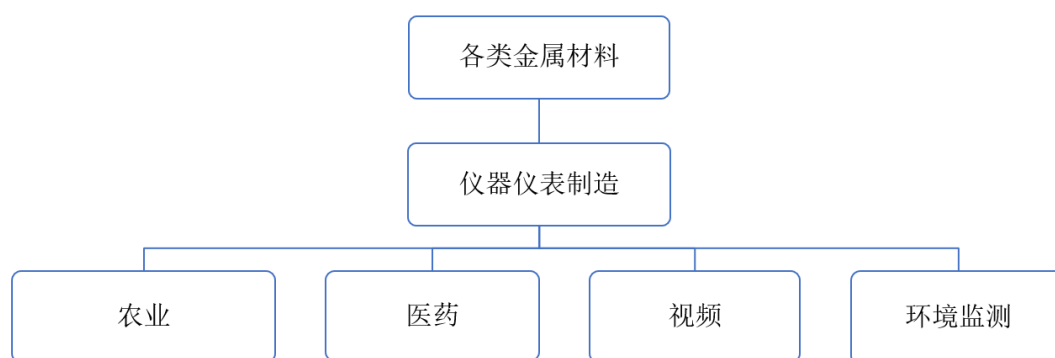 各类金属材料
仪器仪表制造
农业
医药
视频
环境监测